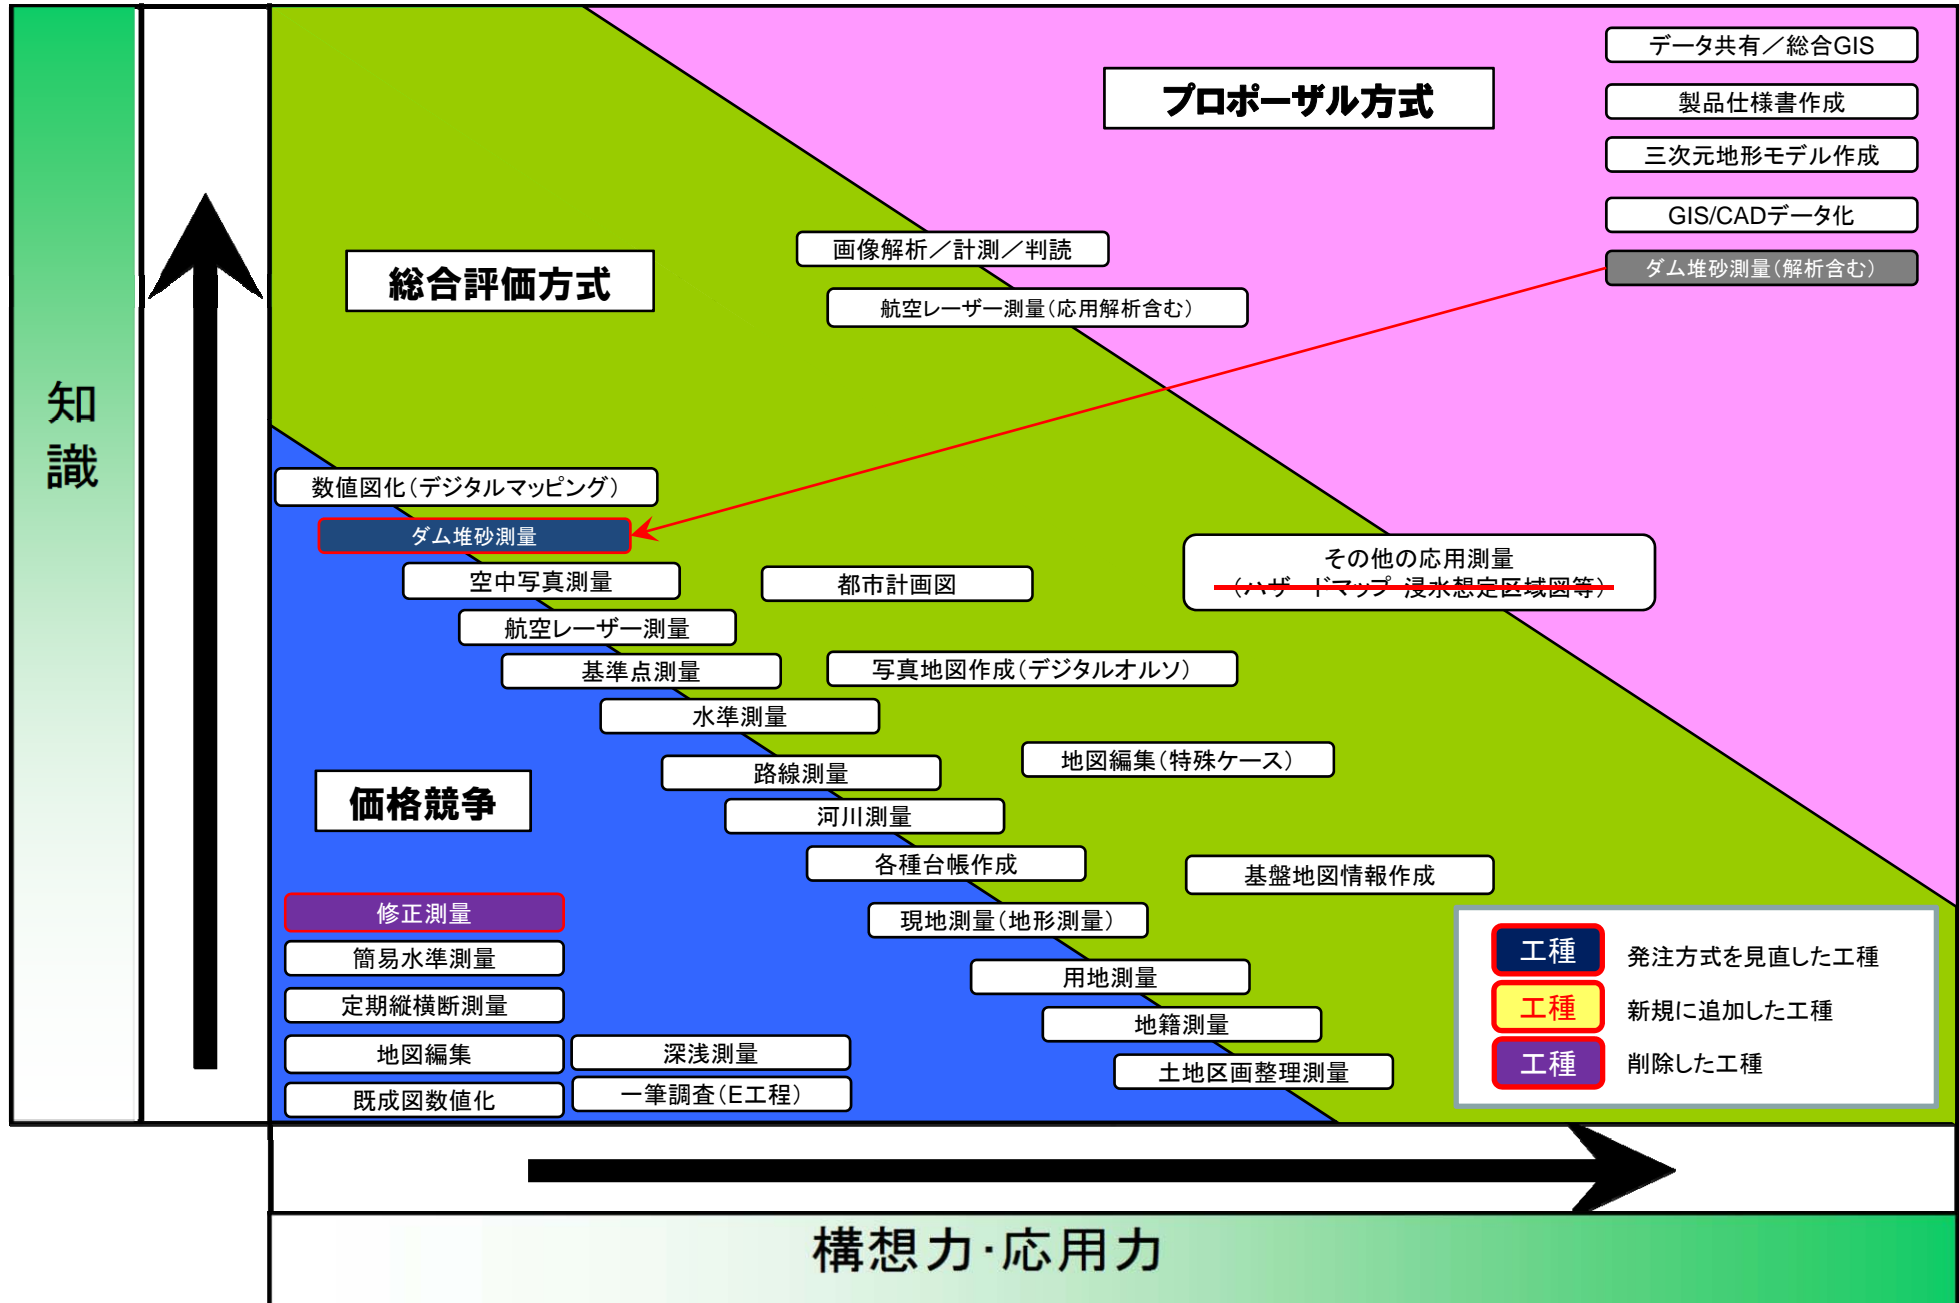 データ共有／総合GIS
プロポーザル方式
製品仕様書作成
三次元地形モデル作成
GIS/CADデータ化
画像解析／計測／判読
総合評価方式
ダム堆砂測量(解析含む)
航空レーザー測量(応用解析含む)
知
識
数値図化(デジタルマッピング)
ダム堆砂測量
空中写真測量
都市計画図
その他の応用測量
(ハザードマップ 浸水想定区域図等)
航空レーザー測量
基準点測量
写真地図作成(デジタルオルソ)
水準測量
路線測量
地図編集(特殊ケース)
価格競争
河川測量
各種台帳作成
基盤地図情報作成
修正測量
現地測量(地形測量)
簡易水準測量
用地測量
定期縦横断測量
地籍測量
地図編集
深浅測量
土地区画整理測量
既成図数値化
一筆調査(E工程)
工種 発注方式を見直した工種
工種 新規に追加した工種
工種 削除した工種
構想力･応用力